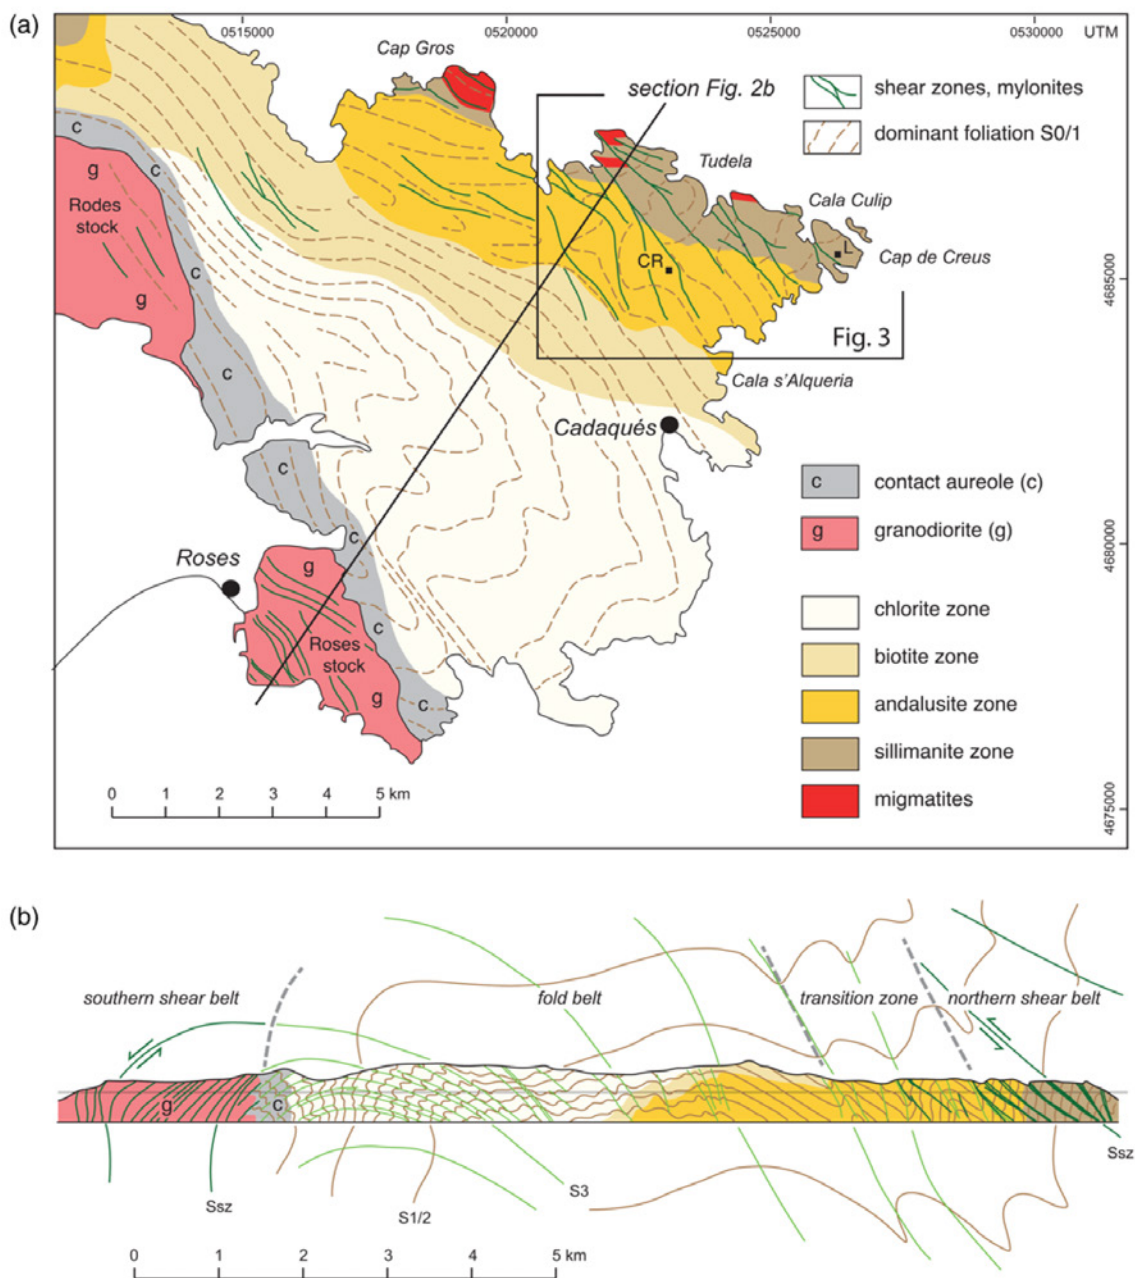 (a)
0515000
0520000
0525000
0530000
UTM
Cap Gros
section Fig. 2b
shear zones, mylonites
dominant foliation S0/1
Tudela
c
g
Rodes
stock
c
c
Cala Culip
L
Cap de Creus
CR
4685000
g
Fig. 3
c
Cala s'Alqueria
Cadaqués
c
c
contact aureole (c)
g
granodiorite (g)
Roses
c
g
4680000
chlorite zone
c
Roses
stock
biotite zone
g
c
andalusite zone
sillimanite zone
0 1 2 3 4 5 km
migmatites
4675000
(b)
southern shear belt
fold belt
transition zone
northern shear belt
g
c
Ssz
Ssz
S3
S1/2
0 1 2 3 4 5 km